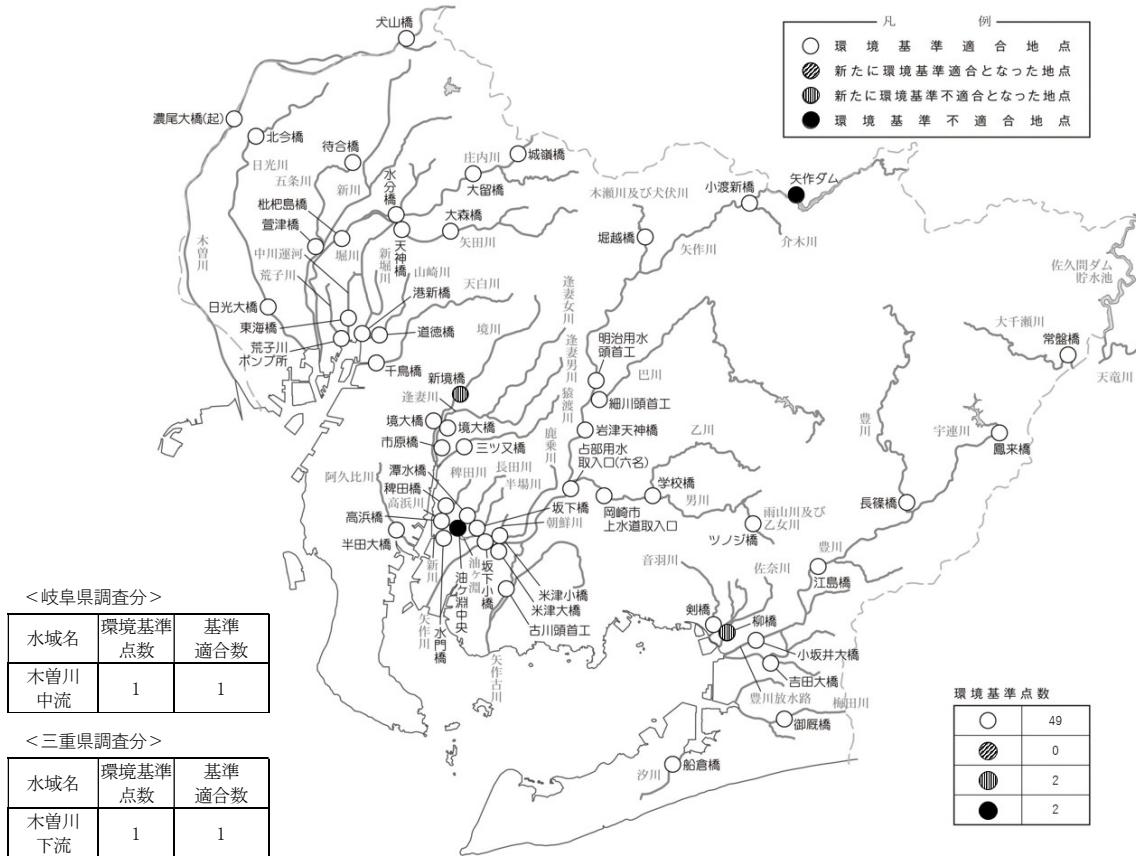 犬山橋
凡例
環境基準適合地点
新たに環境基準適合となった地点
新たに環境基準不適合となった地点
環境基準不適合地点
濃尾大橋(起)
北今橋
待合橋
城嶺橋
庄内川
日光川
五条川
新川
水分橋
大留橋
木瀬川及び犬伏川
小渡新橋
矢作ダム
枇杷島橋
萱津橋
大森橋
矢田川
天神橋
堀越橋
矢作川
介木川
中川運河
堀川
新堀川
荒子川
山崎川
木曽川
佐久間ダム
貯水池
日光大橋
港新橋
天白川
東海橋
道徳橋
荒子川
ポンプ所
千鳥橋
境川
逢妻女川
逢妻男川
明治用水
頭首工
大千瀬川
常盤橋
天竜川
新境橋
逢妻川
猿渡川
巴川
細川頭首工
豊川
宇連川
鳳来橋
境大橋
境大橋
市原橋
三ツ又橋
鹿乗川
岩津天神橋
占部用水
取入口(六名)
乙川
阿久比川
潭水橋
稗田川
長田川
半場川
稗田橋
高浜川
高浜橋
半田大橋
坂下橋
朝鮮川
学校橋
男川
岡崎市
上水道取入口
雨山川及び
乙女川
ツノジ橋
長篠橋
新川
油ケ淵
油ケ淵中央
坂下小橋
米津小橋
米津大橋
古川頭首工
水門橋
矢作川
矢作古川
音羽川
佐奈川
豊川
江島橋
剣橋
柳橋
小坂井大橋
吉田大橋
豊川放水路
梅田川
御厩橋
汐川
船倉橋
＜岐阜県調査分＞
水域名 環境基準点数 基準適合数
木曽川中流 1 1
＜三重県調査分＞
水域名 環境基準点数 基準適合数
木曽川下流 1 1
環境基準点数
49
0
2
2